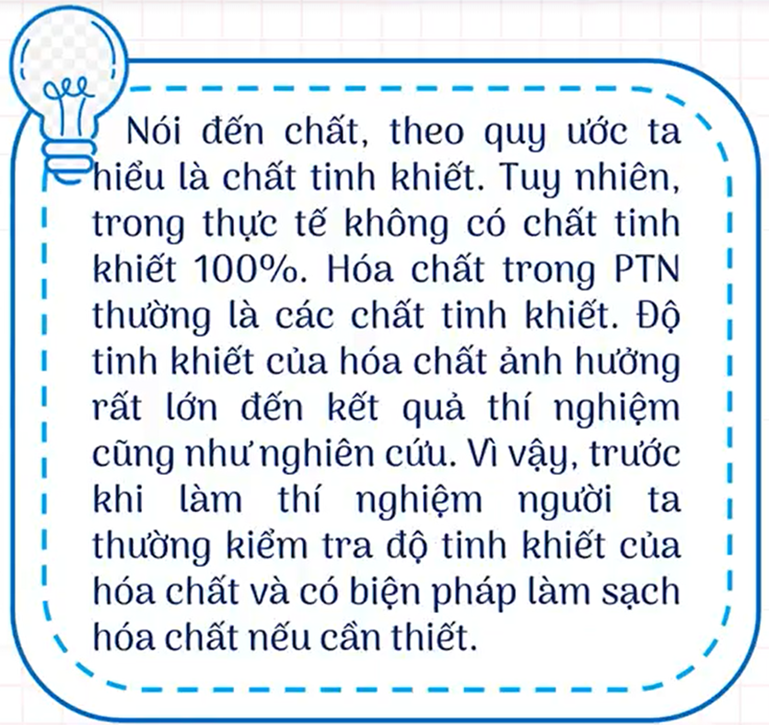 Nói đến chất, theo quy ước ta
hiểu là chất tinh khiết. Tuy nhiên,
trong thực tế không có chất tinh
khiết 100%. Hóa chất trong PTN
thường là các chất tinh khiết. Độ
tinh khiết của hóa chất ảnh hưởng
rất lớn đến kết quả thí nghiệm
cũng như nghiên cứu. Vì vậy, trước
khi làm thí nghiệm người ta
thường kiểm tra độ tinh khiết của
hóa chất và có biện pháp làm sạch
hóa chất nếu cần thiết.